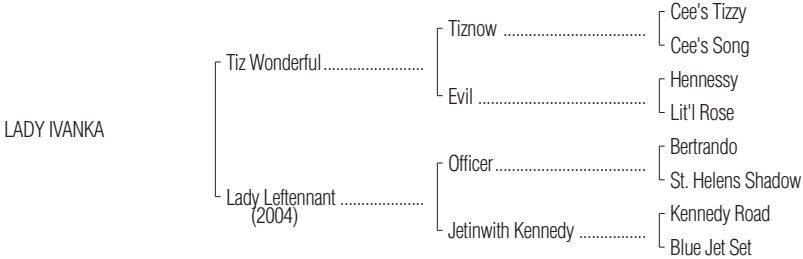 Cee's Tizzy
Tiznow ..................................
Cee's Song
Tiz Wonderful........................
Hennessy
Evil ........................................
Lit'l Rose
LADY IVANKA
Bertrando
Officer....................................
St. Helens Shadow
Lady Leftennant ....................
(2004)
Kennedy Road
Jetinwith Kennedy ................
Blue Jet Set